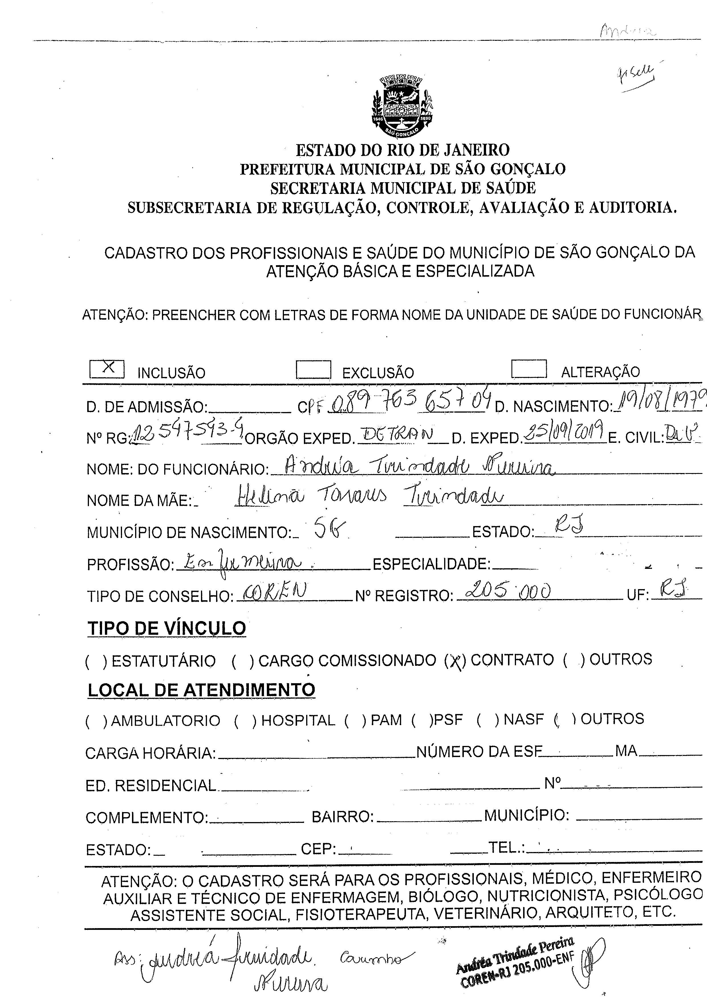 Andrea
Giselle
1646 1890
SÃO GONÇALO
ESTADO DO RIO DE JANEIRO
PREFEITURA MUNICIPAL DE SÃO GONÇALO
SECRETARIA MUNICIPAL DE SAÚDE
SUBSECRETARIA DE REGULAÇÃO, CONTROLE, AVALIAÇÃO E AUDITORIA.
CADASTRO DOS PROFISSIONAIS E SAÚDE DO MUNICÍPIO DE SÃO GONÇALO DA
ATENÇÃO BÁSICA E ESPECIALIZADA
ATENÇÃO: PREENCHER COM LETRAS DE FORMA NOME DA UNIDADE DE SAÚDE DO FUNCIONÁR
X INCLUSÃO EXCLUSÃO ALTERAÇÃO
D. DE ADMISSÃO: CPF 089 763 657 04 D. NASCIMENTO: 19/08/1979
Nº RG: 12547543-4 ORGÃO EXPED. DETRAN D. EXPED. 25/09/2019 E. CIVIL: Div.
NOME: DO FUNCIONÁRIO: Andréa Trindade Pereira
NOME DA MÃE: Helena Tavares Trindade
MUNICÍPIO DE NASCIMENTO: SG ESTADO: RJ
PROFISSÃO: Enfermeira. ESPECIALIDADE:
TIPO DE CONSELHO: COREN Nº REGISTRO: 205.000 UF: RJ
TIPO DE VÍNCULO
( ) ESTATUTÁRIO ( ) CARGO COMISSIONADO (X) CONTRATO ( ) OUTROS
LOCAL DE ATENDIMENTO
( ) AMBULATORIO ( ) HOSPITAL ( ) PAM ( )PSF ( ) NASF ( ) OUTROS
CARGA HORÁRIA: NÚMERO DA ESF MA
ED. RESIDENCIAL Nº
COMPLEMENTO: BAIRRO: MUNICÍPIO:
ESTADO: CEP: TEL.:
ATENÇÃO: O CADASTRO SERÁ PARA OS PROFISSIONAIS, MÉDICO, ENFERMEIRO
AUXILIAR E TÉCNICO DE ENFERMAGEM, BIÓLOGO, NUTRICIONISTA, PSICÓLOGO
ASSISTENTE SOCIAL, FISIOTERAPEUTA, VETERINÁRIO, ARQUITETO, ETC.
Ass: Andréa Trindade Carimbo
Pereira
Andréa Trindade Pereira
COREN-RJ 205.000-ENF